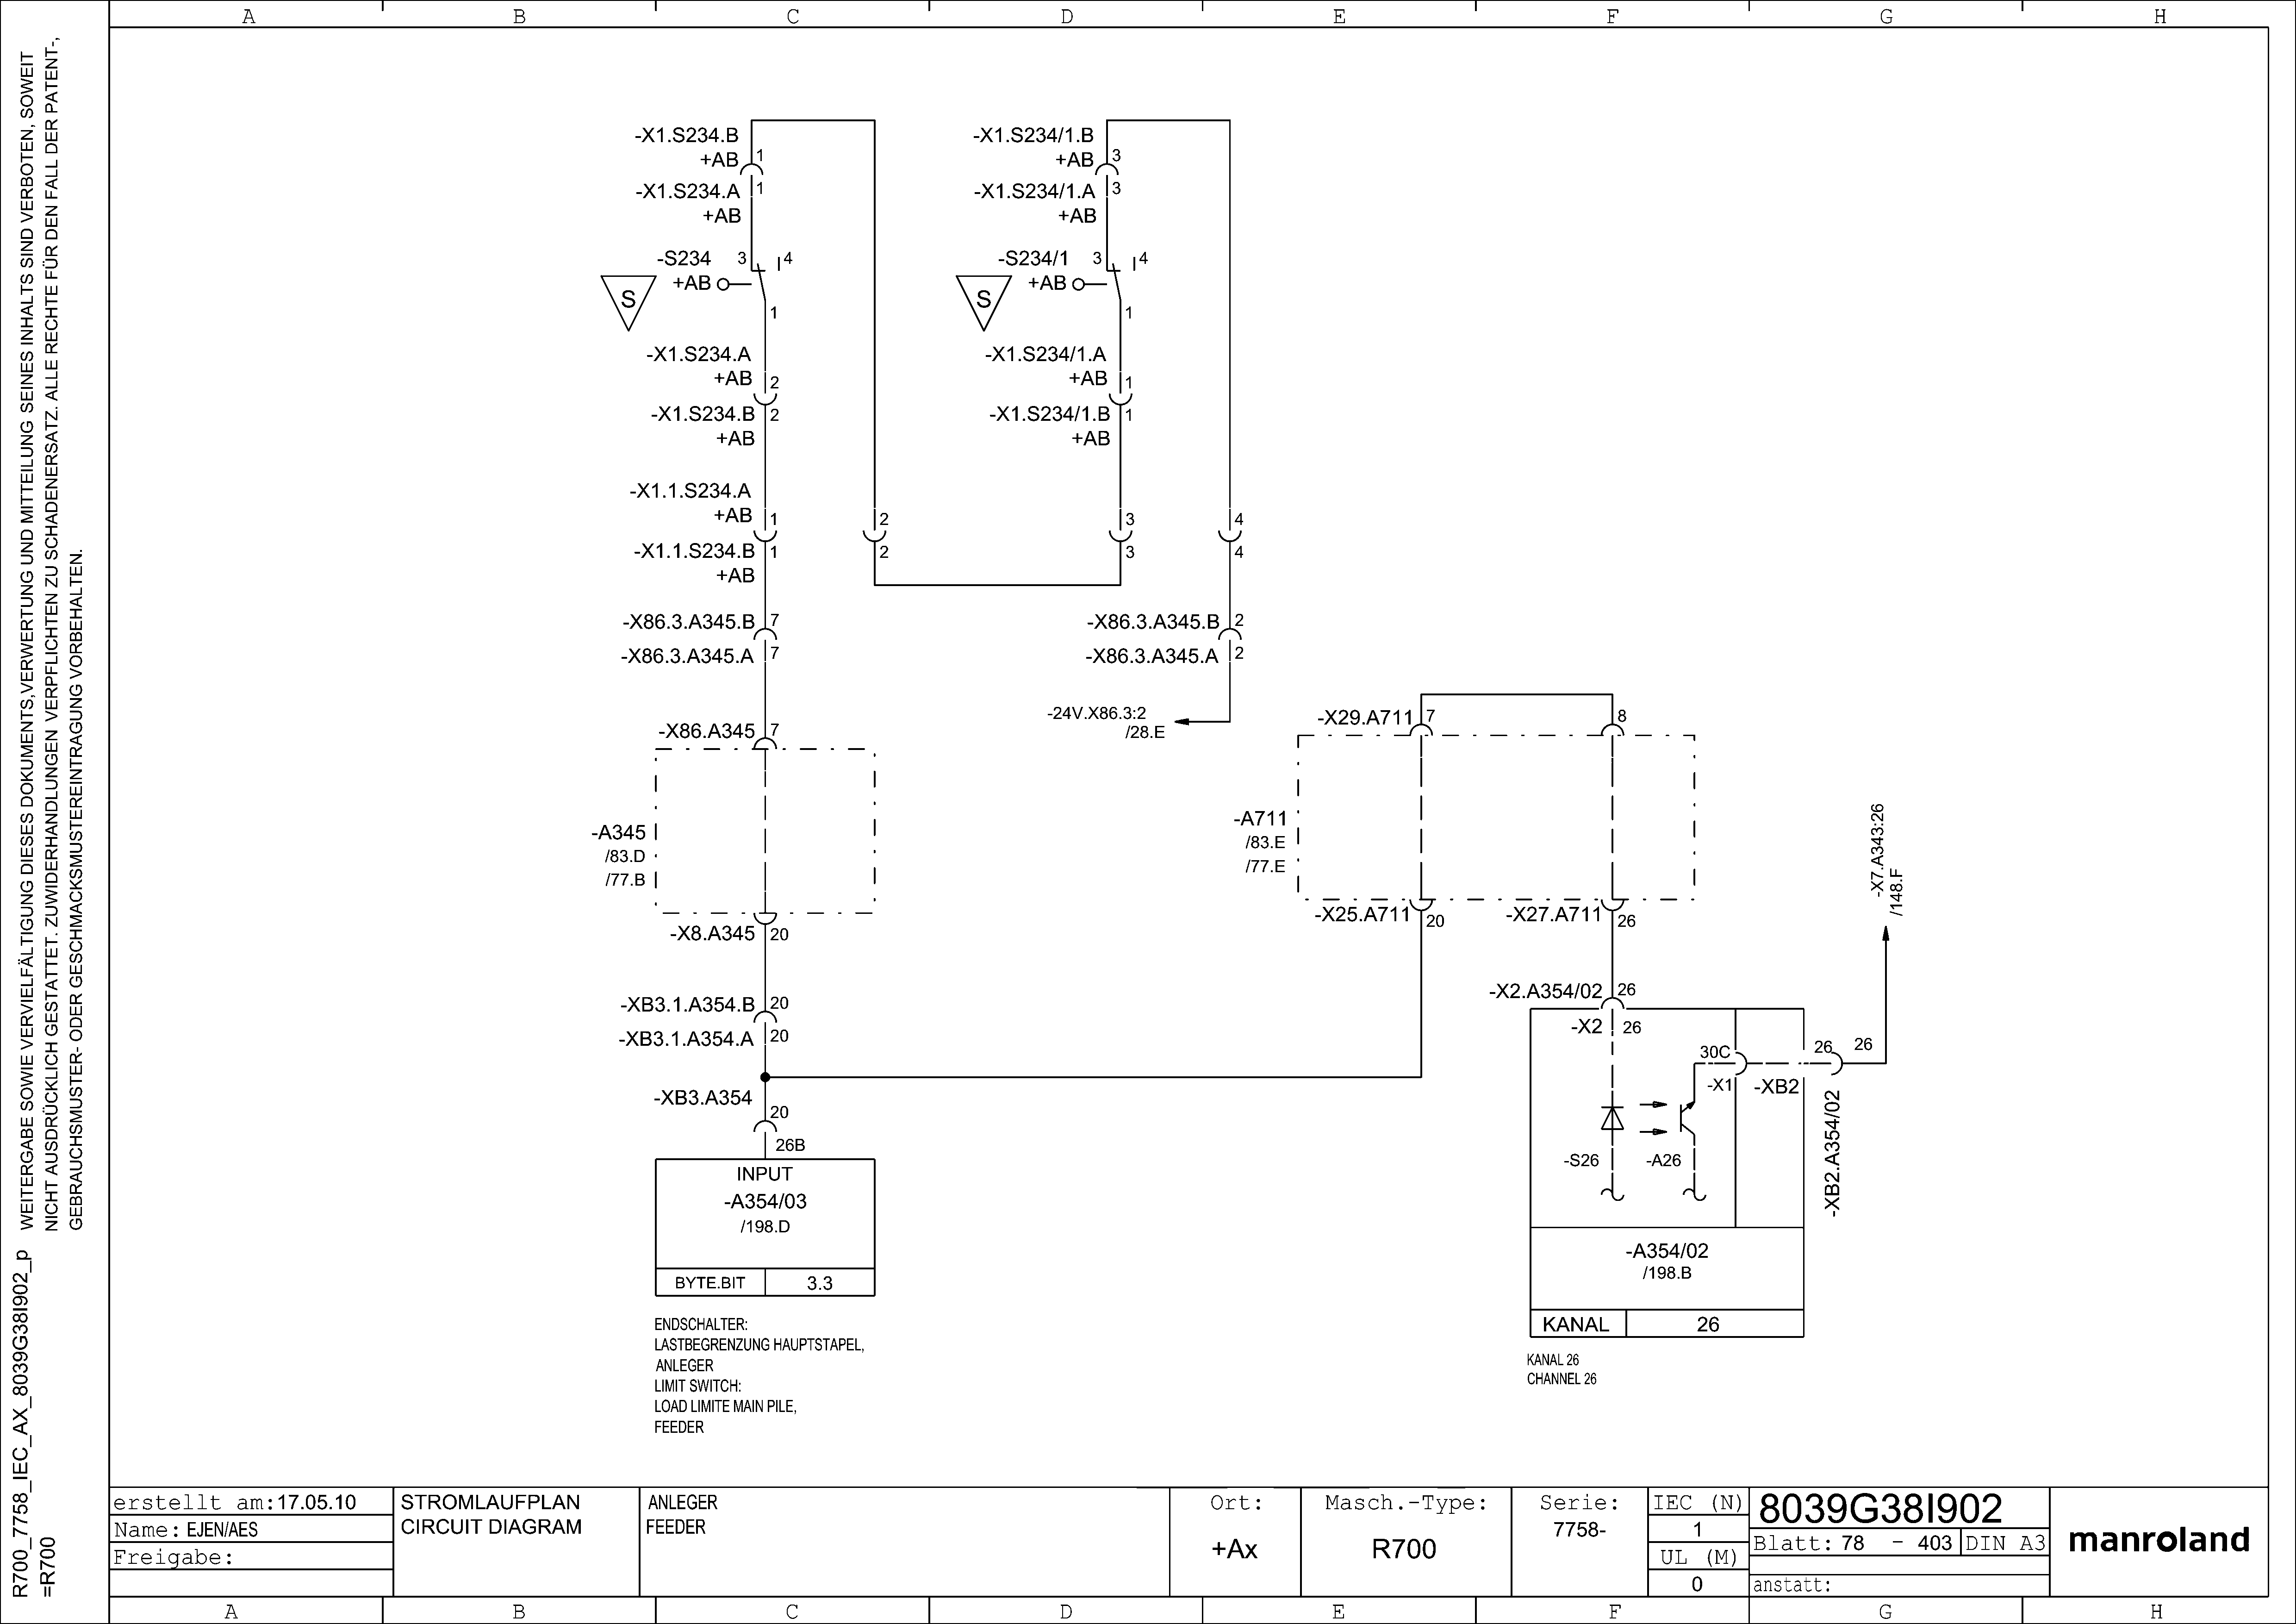 A B C D E F G H
WEITERGABE SOWIE VERVIELFÄLTIGUNG DIESES DOKUMENTS,VERWERTUNG UND MITTEILUNG SEINES INHALTS SIND VERBOTEN, SOWEIT
NICHT AUSDRÜCKLICH GESTATTET. ZUWIDERHANDLUNGEN VERPFLICHTEN ZU SCHADENERSATZ. ALLE RECHTE FÜR DEN FALL DER PATENT-,
GEBRAUCHSMUSTER- ODER GESCHMACKSMUSTEREINTRAGUNG VORBEHALTEN.
R700_7758_IEC_AX_8039G38I902_p
=R700
-X1.S234.B
+AB 1
-X1.S234.A 1
+AB
-S234 3 4
+AB
S
1
-X1.S234.A
+AB 2
-X1.S234.B 2
+AB
-X1.1.S234.A
+AB 1
-X1.1.S234.B 1
+AB
2
2
-X86.3.A345.B 7
-X86.3.A345.A 7
-X86.A345 7
-A345
/83.D
/77.B
-X8.A345 20
-XB3.1.A354.B 20
-XB3.1.A354.A 20
-XB3.A354
20
26B
INPUT
-A354/03
/198.D
BYTE.BIT 3.3
ENDSCHALTER:
LASTBEGRENZUNG HAUPTSTAPEL,
ANLEGER
LIMIT SWITCH:
LOAD LIMITE MAIN PILE,
FEEDER
-X1.S234/1.B
+AB 3
-X1.S234/1.A 3
+AB
-S234/1 3 4
+AB
S
1
-X1.S234/1.A
+AB 1
-X1.S234/1.B 1
+AB
3
3
4
4
-X86.3.A345.B 2
-X86.3.A345.A 2
-24V.X86.3:2
/28.E
-X29.A711 7 8
-A711
/83.E
/77.E
-X25.A711 20
-X27.A711 26
-X2.A354/02 26
-X2 26
30C
-X1
-XB2
26
26
-XB2.A354/02
-X7.A343:26
/148.F
-S26 -A26
-A354/02
/198.B
KANAL 26
KANAL 26
CHANNEL 26
erstellt am:17.05.10
Name: EJEN/AES
Freigabe:
STROMLAUFPLAN
CIRCUIT DIAGRAM
ANLEGER
FEEDER
Ort:
+Ax
Masch.-Type:
R700
Serie:
7758-
IEC (N)
1
UL (M)
0
8039G38I902
Blatt: 78 - 403 DIN A3
anstatt:
manroland
A B C D E F G H